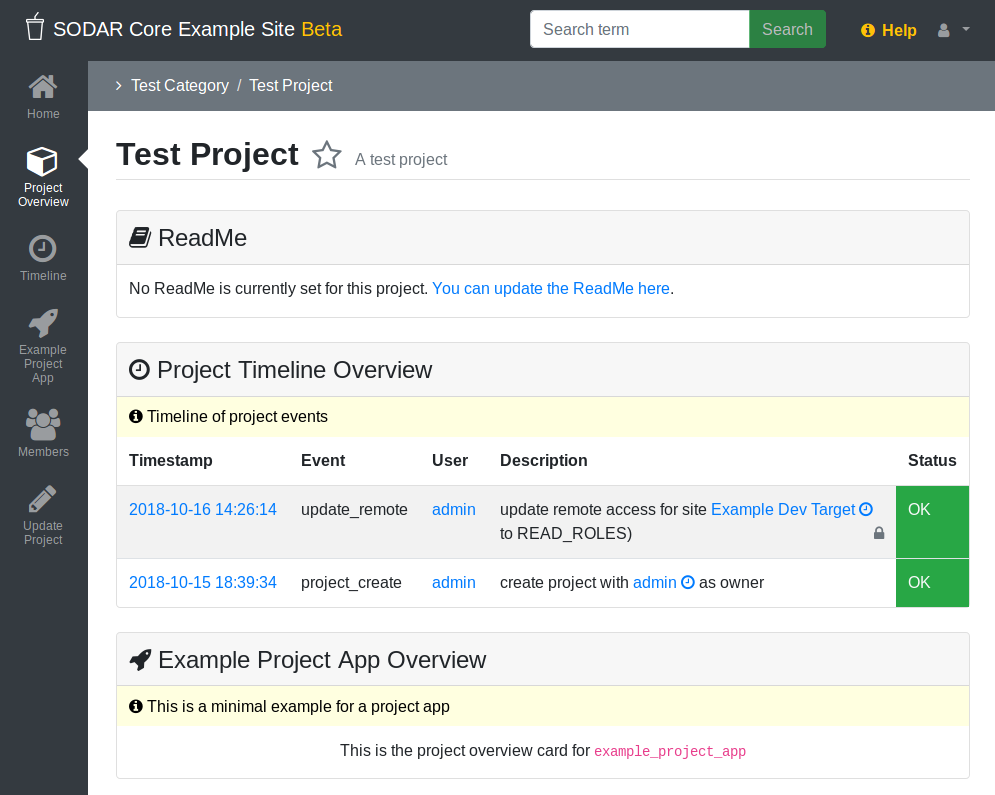 SODAR Core Example Site Beta
Search term
Search
Help
Home
Project
Overview
Timeline
Example
Project
App
Members
Update
Project
Test Category / Test Project
Test Project A test project
ReadMe
No ReadMe is currently set for this project. You can update the ReadMe here.
Project Timeline Overview
Timeline of project events
Timestamp Event User Description Status
2018-10-16 14:26:14 update_remote admin update remote access for site Example Dev Target OK
to READ_ROLES)
2018-10-15 18:39:34 project_create admin create project with admin as owner OK
Example Project App Overview
This is a minimal example for a project app
This is the project overview card for example_project_app